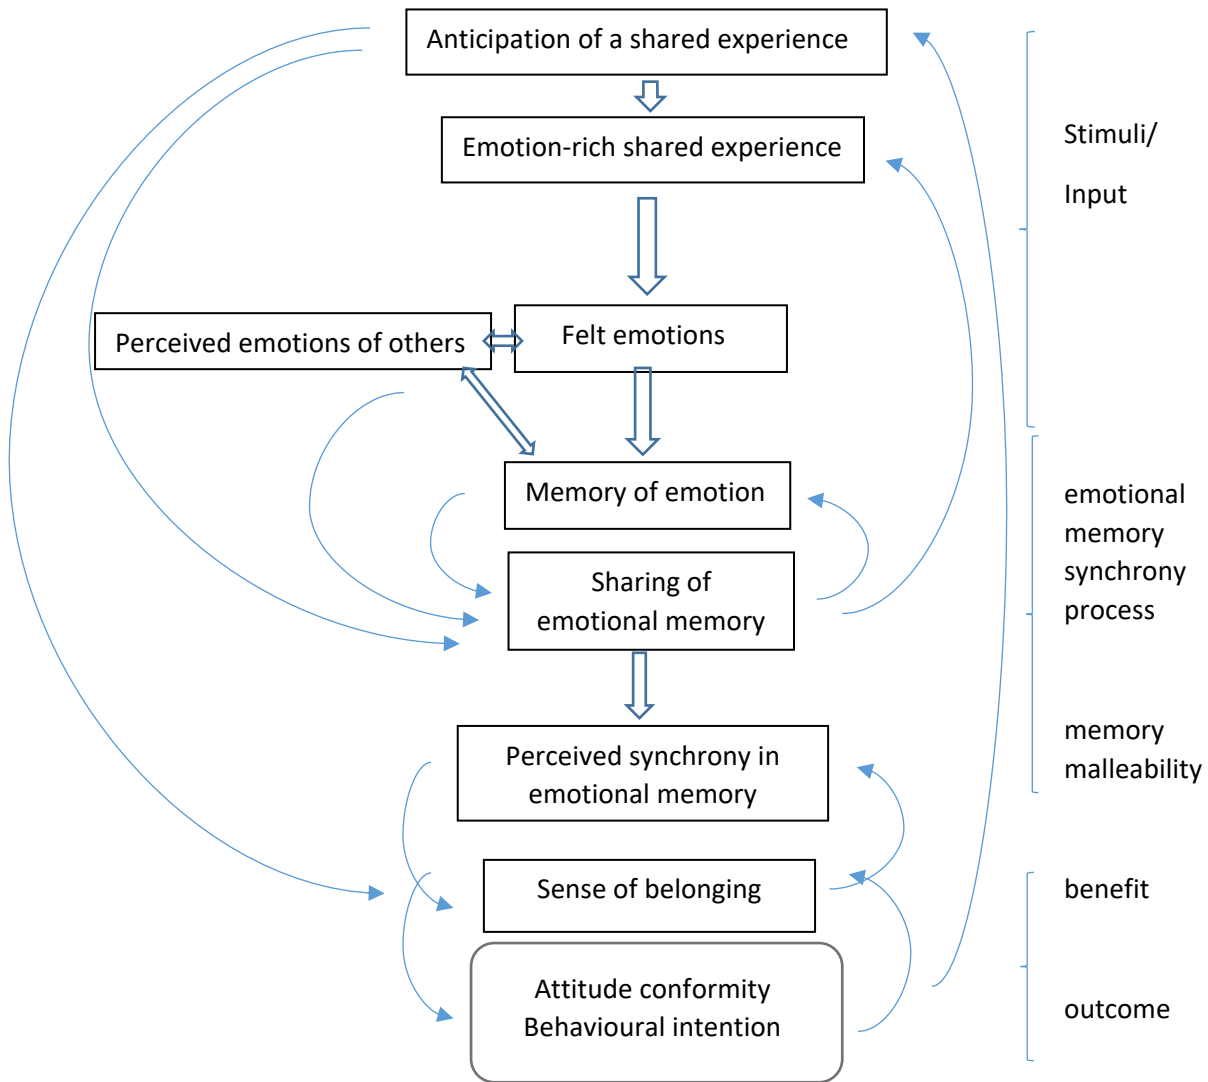 Anticipation of a shared experience
Emotion-rich shared experience
Stimuli/
Input
Perceived emotions of others
Felt emotions
Memory of emotion
Sharing of
emotional memory
emotional
memory
synchrony
process
Perceived synchrony in
emotional memory
memory
malleability
Sense of belonging
benefit
Attitude conformity
Behavioural intention
outcome